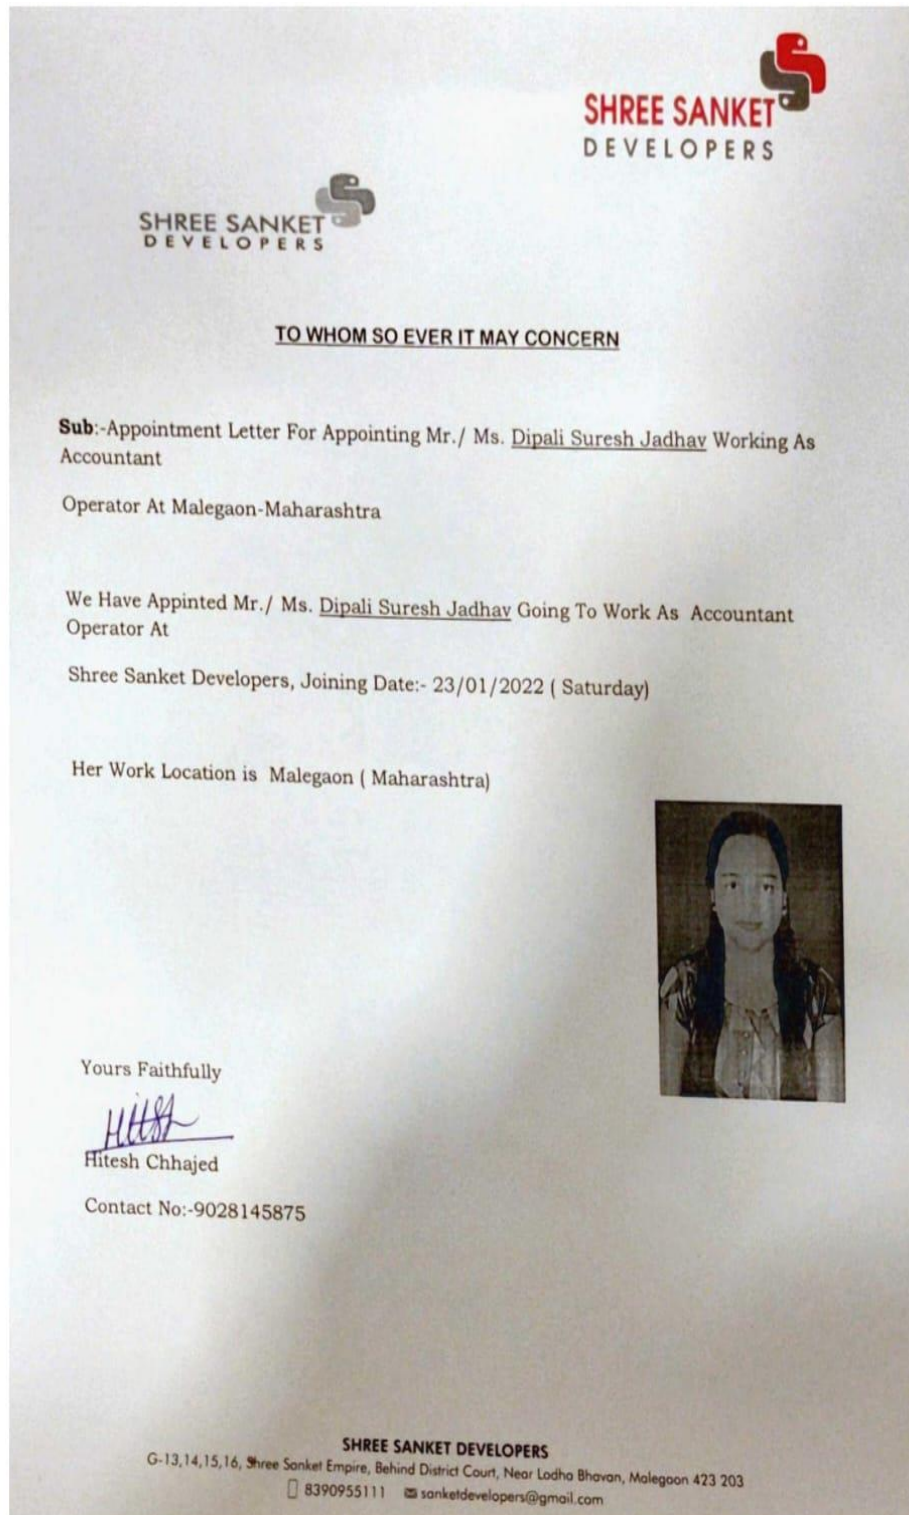 SHREE SANKET
DEVELOPERS
SHREE SANKET
DEVELOPERS
TO WHOM SO EVER IT MAY CONCERN
Sub:-Appointment Letter For Appointing Mr./ Ms. Dipali Suresh Jadhav Working As
Accountant
Operator At Malegaon-Maharashtra
We Have Appinted Mr./ Ms. Dipali Suresh Jadhav Going To Work As Accountant
Operator At
Shree Sanket Developers, Joining Date:- 23/01/2022 ( Saturday)
Her Work Location is Malegaon ( Maharashtra)
Yours Faithfully
Hitesh
Hitesh Chhajed
Contact No:-9028145875
SHREE SANKET DEVELOPERS
G-13,14,15,16, Shree Sanket Empire, Behind District Court, Near Lodha Bhavan, Malegaon 423 203
8390955111 sanketdevelopers@gmail.com